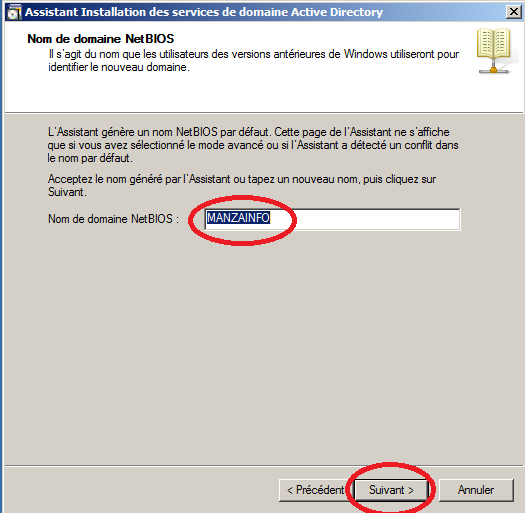 Assistant Installation des services de domaine Active Directory
Nom de domaine NetBIOS
Il s'agit du nom que les utilisateurs des versions antérieures de Windows utiliseront pour
identifier le nouveau domaine.
L'Assistant génère un nom NetBIOS par défaut. Cette page de l'Assistant ne s'affiche
que si vous avez sélectionné le mode avancé ou si l'Assistant a détecté un conflit dans
le nom par défaut.
Acceptez le nom généré par l'Assistant ou tapez un nouveau nom, puis cliquez sur
Suivant.
Nom de domaine NetBIOS : MANZAINFO
< Précédent Suivant > Annuler